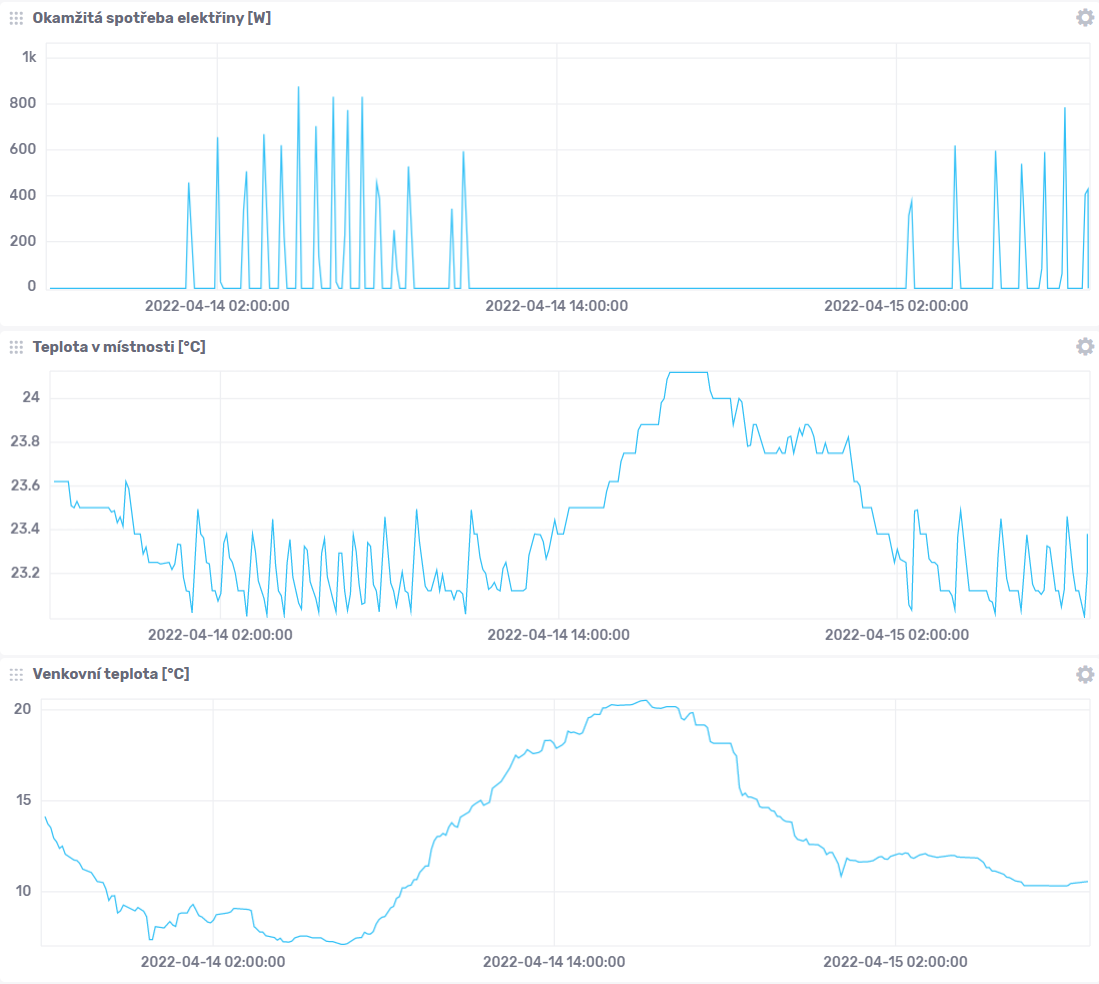 Okamžitá spotřeba elektřiny [W]
1k
800
600
400
200
0
2022-04-14 02:00:00 2022-04-14 14:00:00 2022-04-15 02:00:00
Teplota v místnosti [°C]
24
23.8
23.6
23.4
23.2
2022-04-14 02:00:00 2022-04-14 14:00:00 2022-04-15 02:00:00
Venkovní teplota [°C]
20
15
10
2022-04-14 02:00:00 2022-04-14 14:00:00 2022-04-15 02:00:00